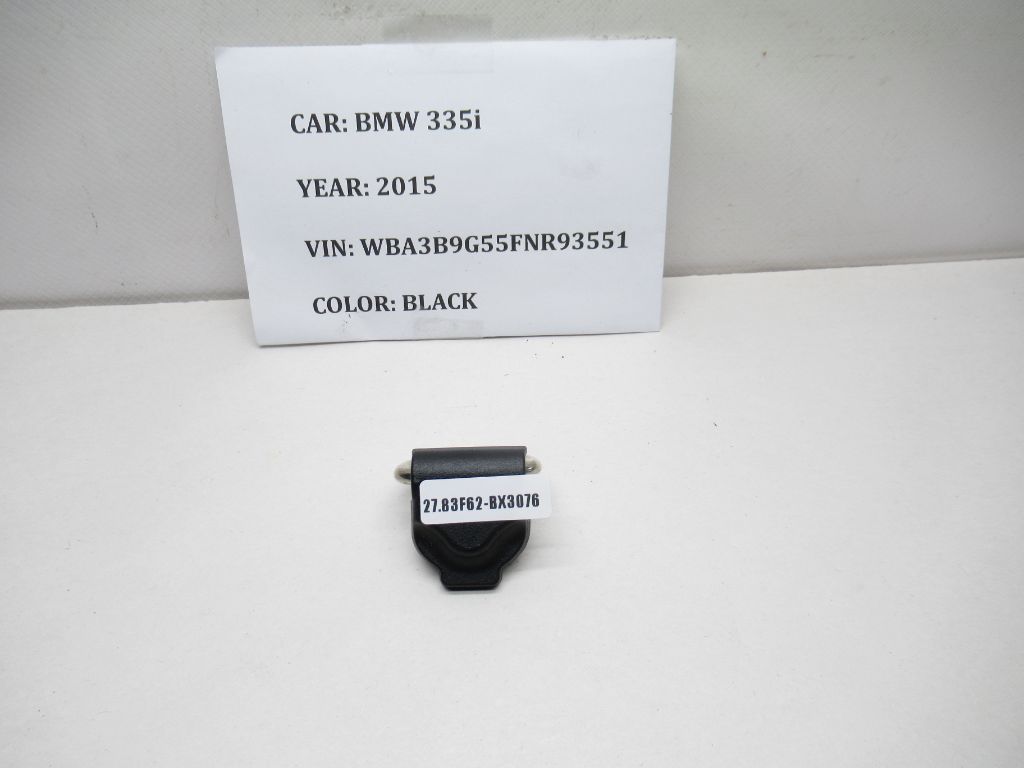 CAR: BMW 335i
YEAR: 2015
VIN: WBA3B9G55FNR93551
COLOR: BLACK
27.83F62-BX3076